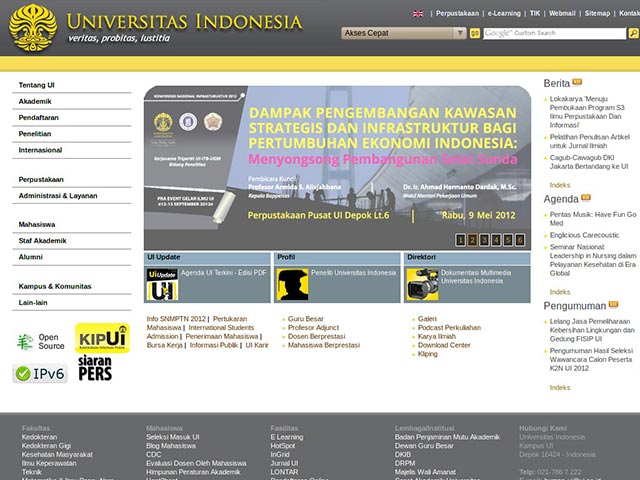 UNIVERSITAS INDONESIA
veritas, probitas, iustitia
| Perpustakaan | e-Learning | TIK | Webmail | Sitemap | Kontak
Akses Cepat
go
Google Custom Search
Tentang UI
Akademik
Pendaftaran
Penelitian
Internasional
Perpustakaan
Administrasi & Layanan
Mahasiswa
Staf Akademik
Alumni
Kampus & Komunitas
Lain-lain
Open Source
KIPUI
siaran PERS
IPv6
KONFERENSI NASIONAL INFRASTRUKTUR 2012
DAMPAK PENGEMBANGAN KAWASAN
STRATEGIS DAN INFRASTRUKTUR BAGI
PERTUMBUHAN EKONOMI INDONESIA:
Menyongsong Pembangunan Selat Sunda
Kerjasama Tripartit UI-ITB-UGM
Bidang Penelitian
PRA EVENT GELAR ILMU UI
Pembicara Kunci:
Profesor Armida S. Alisjahbana
Kepala Bappenas
Dr. Ir. Ahmad Hermanto Dardak, M.Sc.
Wakil Menteri Pekerjaan Umum
Perpustakaan Pusat UI Depok Lt.6 | Rabu, 9 Mei 2012
1 2 3 4 5 6
UI Update
UI Update
Agenda UI Terkini - Edisi PDF
Profil
Peneliti Universitas Indonesia
Direktori
Dokumentasi Multimedia
Universitas Indonesia
Info SNMPTN 2012 | Pertukaran
Mahasiswa | International Students
Admission | Penerimaan Mahasiswa |
Bursa Kerja | Informasi Publik | UI Karir
Guru Besar
Profesor Adjunct
Dosen Berprestasi
Mahasiswa Berprestasi
Galeri
Podcast Perkuliahan
Karya Ilmiah
Download Center
Kliping
Berita
Lokakarya 'Menuju
Pembukaan Program S3
Ilmu Perpustakaan Dan
Informasi'
Pelatihan Penulisan Artikel
untuk Jurnal Ilmiah
Cagub-Cawagub DKI
Jakarta Bertandang ke UI
Indeks
Agenda
Pentas Musik: Have Fun Go
Med
Englicious Carecoustic
Seminar Nasional:
Leadership in Nursing dalam
Pelayanan Kesehatan di Era
Global
Indeks
Pengumuman
Lelang Jasa Pemeliharaan
Kebersihan Lingkungan dan
Gedung FISIP UI
Pengumuman Hasil Seleksi
Wawancara Calon Peserta
K2N UI 2012
Indeks
Fakultas
Kedokteran
Kedokteran Gigi
Kesehatan Masyarakat
Ilmu Keperawatan
Teknik
Mahasiswa
Seleksi Masuk UI
Blog Mahasiswa
CDC
Evaluasi Dosen Oleh Mahasiswa
Himpunan Peraturan Akademik
Fasilitas
E Learning
HotSpot
InGrid
Jurnal UI
LONTAR
Lembaga/Institusi
Badan Penjaminan Mutu Akademik
Dewan Guru Besar
DKIB
DRPM
Majelis Wali Amanat
Hubungi Kami
Universitas Indonesia
Kampus UI
Depok 16424 - Indonesia
Telp: 021-786 7 222